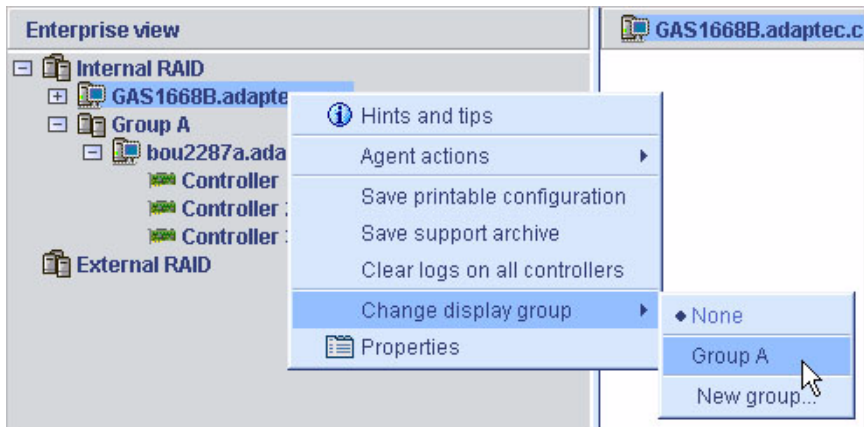 Enterprise view
GAS1668B.adaptec.c
Internal RAID
GAS1668B.adapte
Group A
bou2287a.ada
Controller
Controller
Controller
External RAID
Hints and tips
Agent actions
Save printable configuration
Save support archive
Clear logs on all controllers
Change display group
Properties
None
Group A
New group...